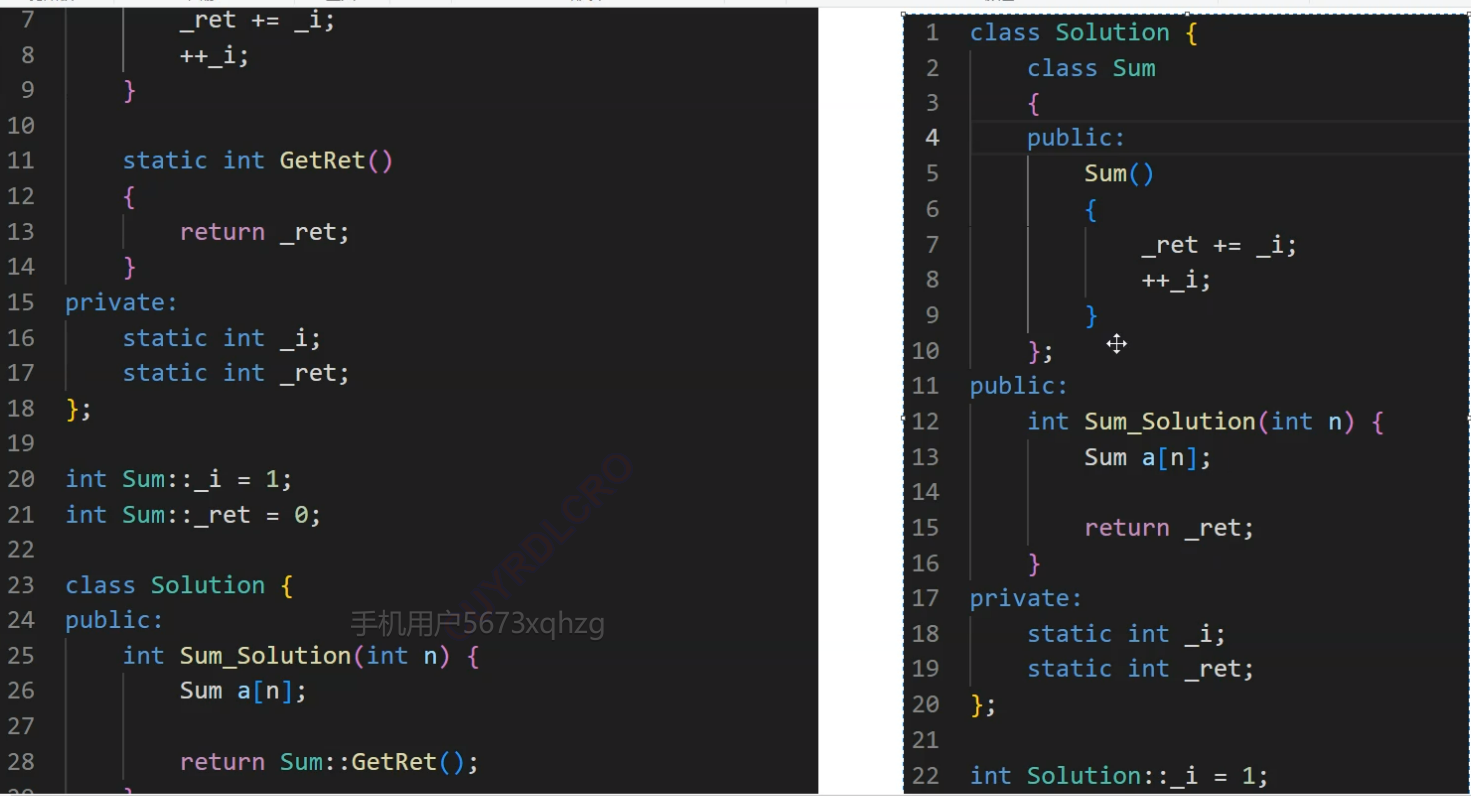 7 _ret += _i;
8 ++_i;
9 }
10
11 static int GetRet()
12 {
13 return _ret;
14 }
15 private:
16 static int _i;
17 static int _ret;
18 };
19
20 int Sum::_i = 1;
21 int Sum::_ret = 0;
22
23 class Solution {
24 public:
25 int Sum_Solution(int n) {
26 Sum a[n];
27
28 return Sum::GetRet();
手机用户5673xqhzg
1 class Solution {
2 class Sum
3 {
4 public:
5 Sum()
6 {
7 _ret += _i;
8 ++_i;
9 }
10 };
11 public:
12 int Sum_Solution(int n) {
13 Sum a[n];
14
15 return _ret;
16 }
17 private:
18 static int _i;
19 static int _ret;
20 };
21
22 int Solution::_i = 1;